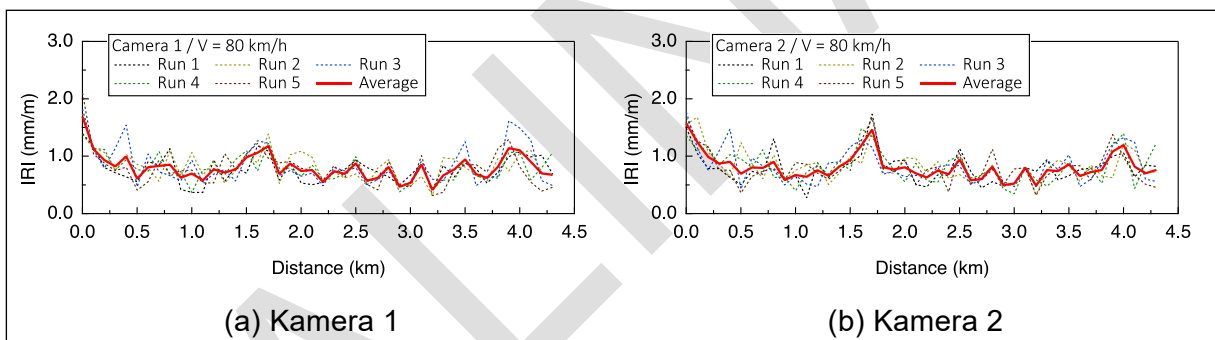 Camera 1 / V = 80 km/h
Run 1 Run 2 Run 3
Run 4 Run 5 Average
3.0
2.0
1.0
0.0
IRI (mm/m)
0.0 0.5 1.0 1.5 2.0 2.5 3.0 3.5 4.0 4.5
Distance (km)
(a) Kamera 1
Camera 2 / V = 80 km/h
Run 1 Run 2 Run 3
Run 4 Run 5 Average
3.0
2.0
1.0
0.0
IRI (mm/m)
0.0 0.5 1.0 1.5 2.0 2.5 3.0 3.5 4.0 4.5
Distance (km)
(b) Kamera 2
ALINA